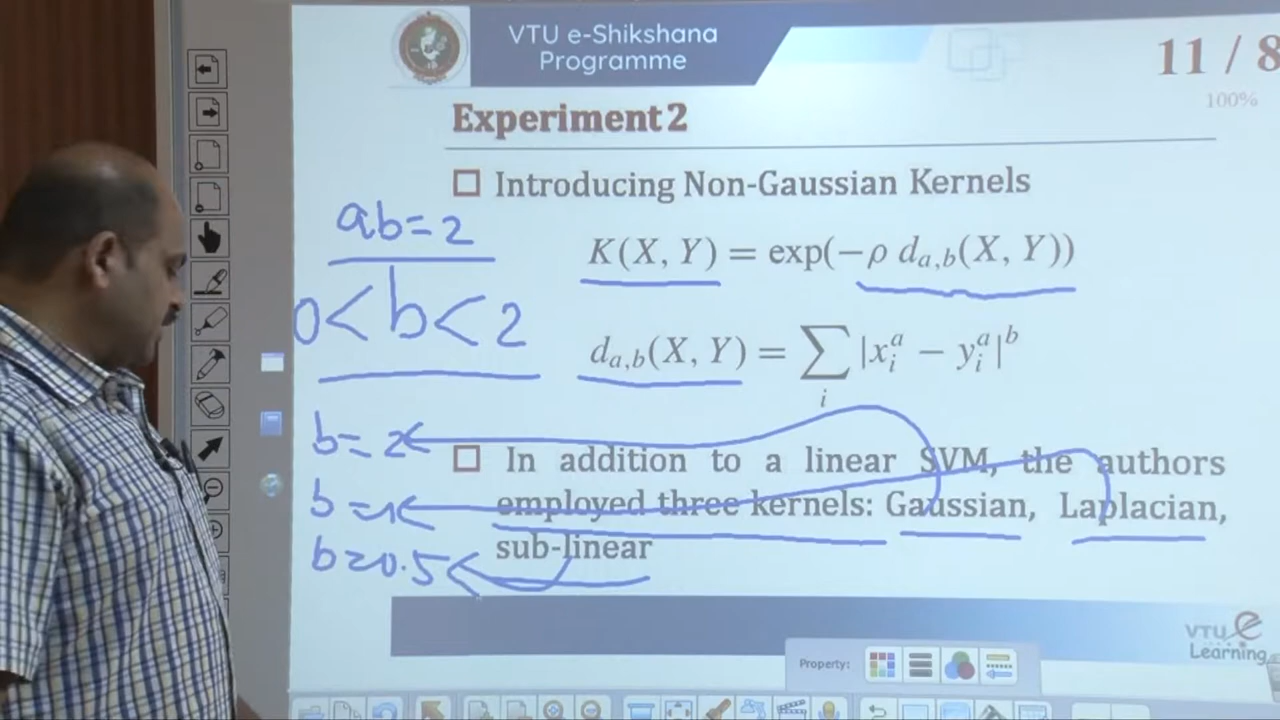 VTU e-Shikshana
Programme
11 / 8
100%
Experiment 2
Introducing Non-Gaussian Kernels
ab=2
K(X, Y) = exp(−ρ d_{a,b}(X, Y))
0<b<2
d_{a,b}(X, Y) = ∑_i |x_i^a − y_i^a|^b
b=2
In addition to a linear SVM, the authors
b=1
employed three kernels: Gaussian, Laplacian,
sub-linear
b=0.5
VTU e
Learning
Property: